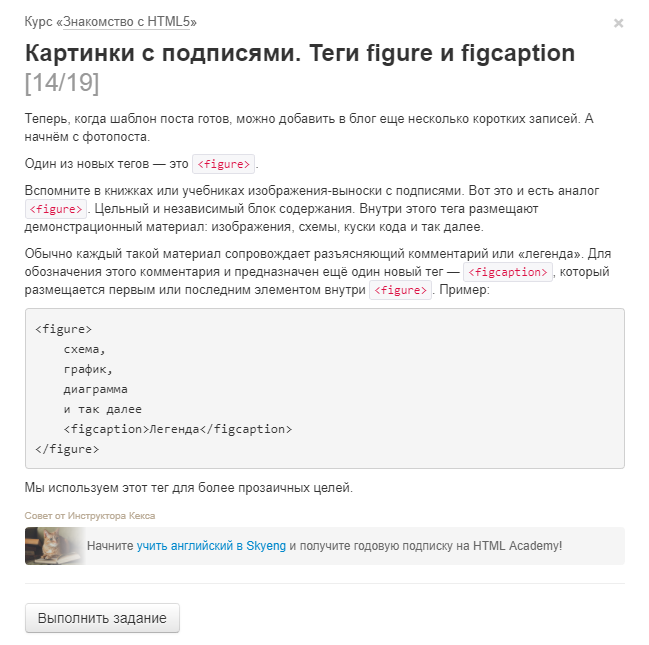 Курс «Знакомство с HTML5»
×
Картинки с подписями. Теги figure и figcaption
[14/19]
Теперь, когда шаблон поста готов, можно добавить в блог еще несколько коротких записей. А
начнём с фотопоста.
Один из новых тегов — это <figure>.
Вспомните в книжках или учебниках изображения-выноски с подписями. Вот это и есть аналог
<figure>. Цельный и независимый блок содержания. Внутри этого тега размещают
демонстрационный материал: изображения, схемы, куски кода и так далее.
Обычно каждый такой материал сопровождает разъясняющий комментарий или «легенда». Для
обозначения этого комментария и предназначен ещё один новый тег — <figcaption>, который
размещается первым или последним элементом внутри <figure>. Пример:
<figure>
    схема,
    график,
    диаграмма
    и так далее
    <figcaption>Легенда</figcaption>
</figure>
Мы используем этот тег для более прозаичных целей.
Совет от Инструктора Кекса
Начните учить английский в Skyeng и получите годовую подписку на HTML Academy!
Выполнить задание